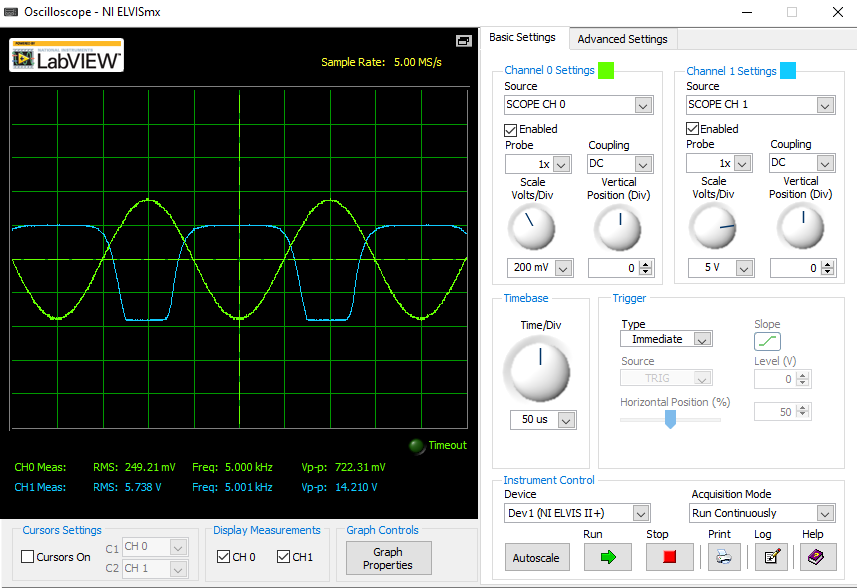 Oscilloscope - NI ELVISmx
POWERED BY
NATIONAL INSTRUMENTS
LabVIEW™
Sample Rate: 5.00 MS/s
Timeout
CH0 Meas: RMS: 249.21 mV Freq: 5.000 kHz Vp-p: 722.31 mV
CH1 Meas: RMS: 5.738 V Freq: 5.001 kHz Vp-p: 14.210 V
Cursors Settings
Cursors On
C1 CH 0
C2 CH 1
Display Measurements
CH 0 CH1
Graph Controls
Graph
Properties
Basic Settings Advanced Settings
Channel 0 Settings
Source
SCOPE CH 0
Enabled
Probe Coupling
1x DC
Scale Vertical
Volts/Div Position (Div)
200 mV 0
Channel 1 Settings
Source
SCOPE CH 1
Enabled
Probe Coupling
1x DC
Scale Vertical
Volts/Div Position (Div)
5 V 0
Timebase
Time/Div
50 us
Trigger
Type Slope
Immediate
Source Level (V)
TRIG 0
Horizontal Position (%)
50
Instrument Control
Device Acquisition Mode
Dev1 (NI ELVIS II+) Run Continuously
Run Stop Print Log Help
Autoscale